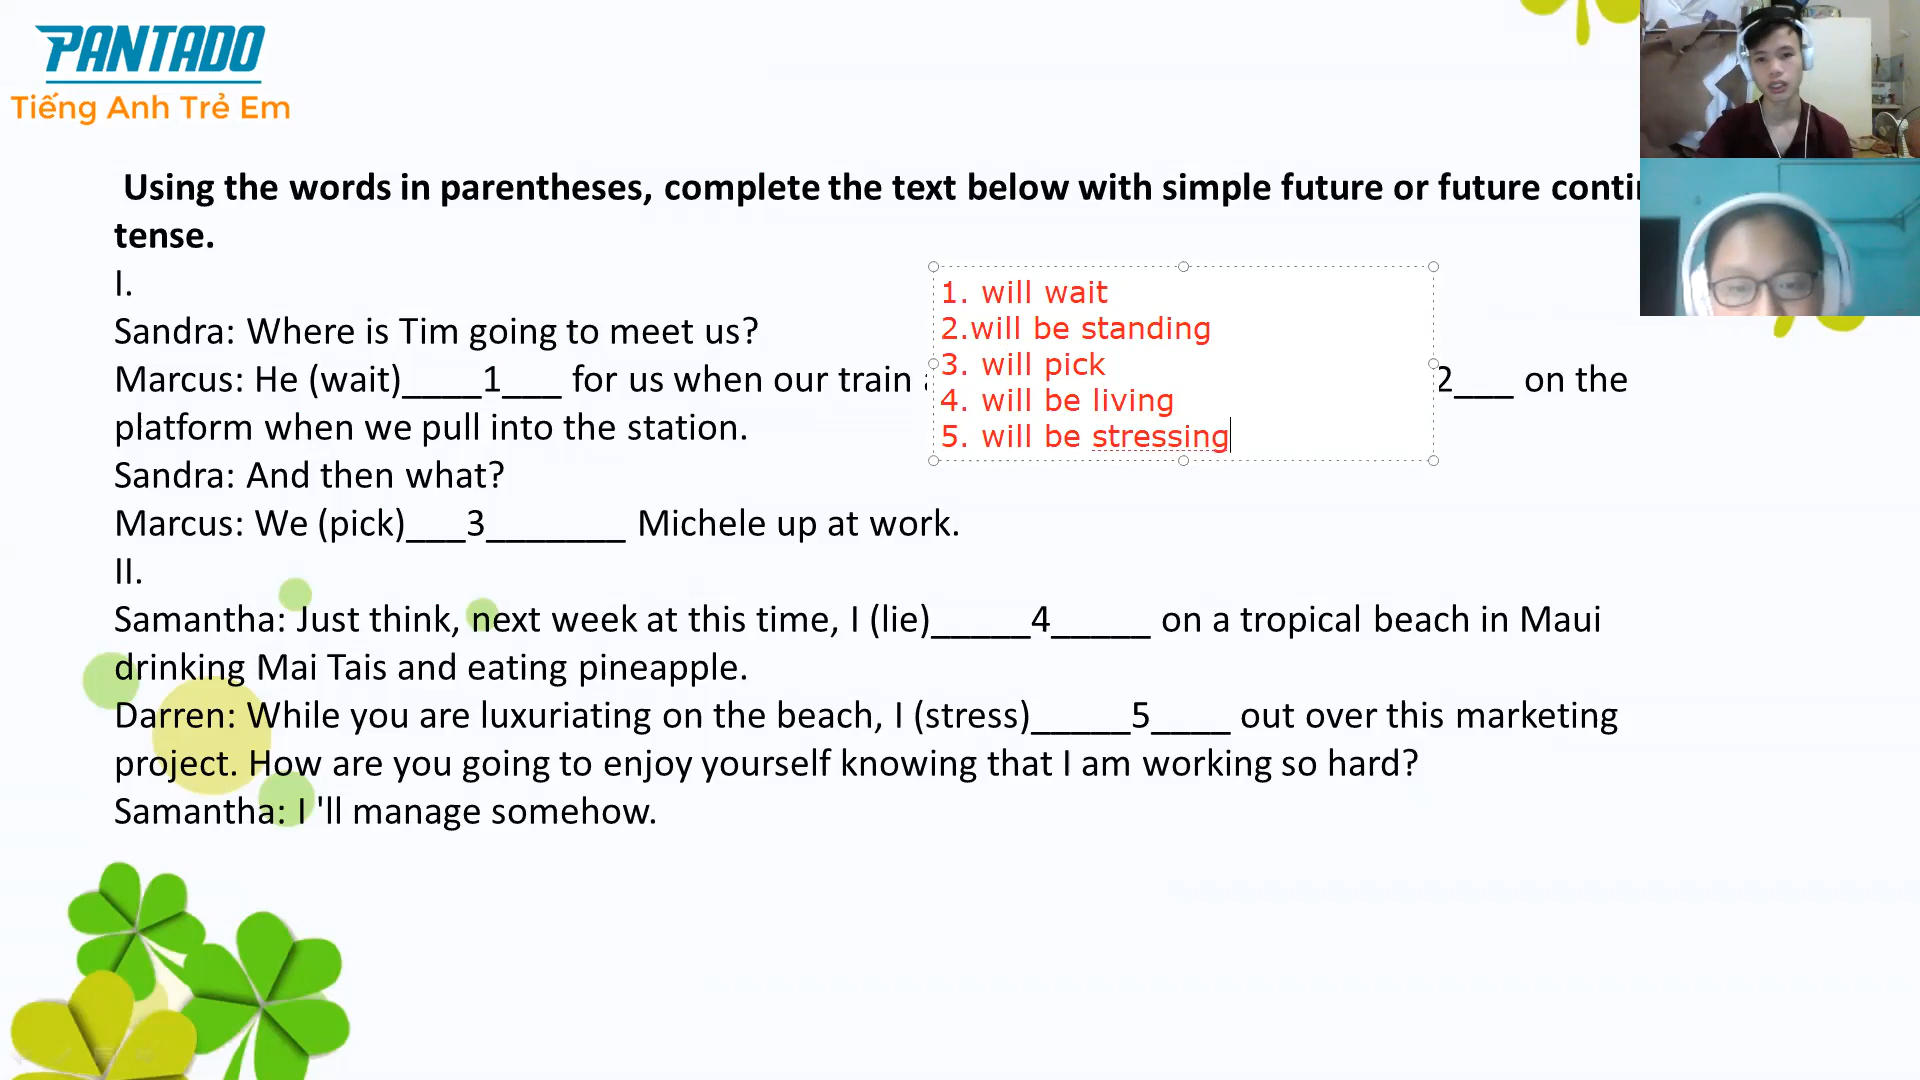 PANTADO
Tiếng Anh Trẻ Em
Using the words in parentheses, complete the text below with simple future or future
tense.
I.
Sandra: Where is Tim going to meet us?
Marcus: He (wait)____1___ for us when our train
2___ on the
platform when we pull into the station.
Sandra: And then what?
Marcus: We (pick)___3_______ Michele up at work.
II.
Samantha: Just think, next week at this time, I (lie)_____4_____ on a tropical beach in Maui
drinking Mai Tais and eating pineapple.
Darren: While you are luxuriating on the beach, I (stress)_____5____ out over this marketing
project. How are you going to enjoy yourself knowing that I am working so hard?
Samantha: I 'll manage somehow.
1. will wait
2.will be standing
3. will pick
4. will be living
5. will be stressing